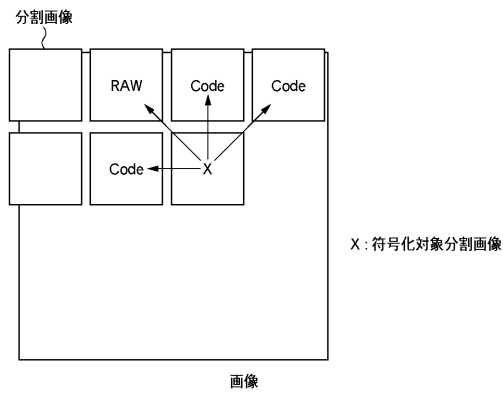 分割画像
RAW
Code
Code
Code
X
X : 符号化対象分割画像
画像